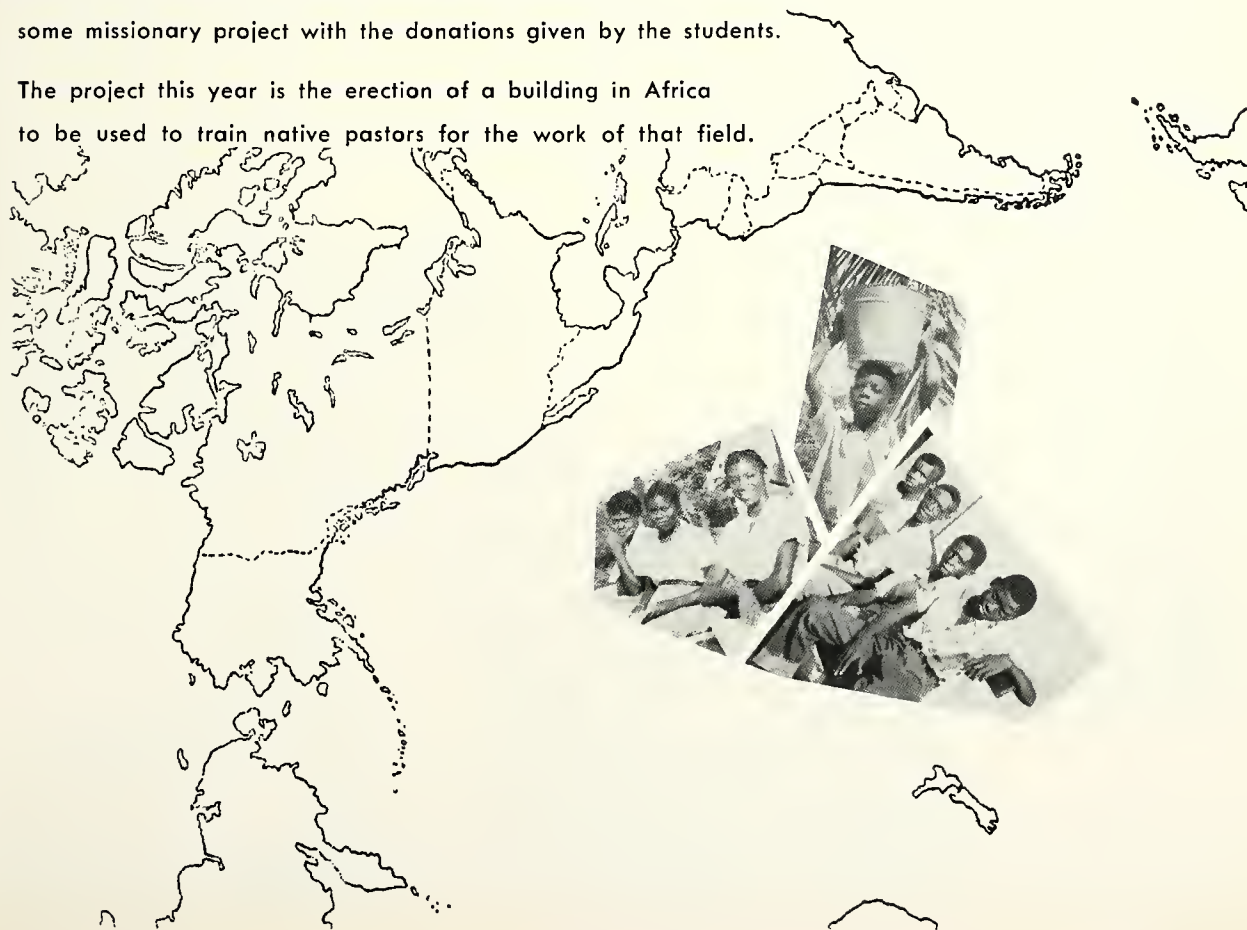 some missionary project with the donations given by the students.
The project this year is the erection of a building in Africa
to be used to train native pastors for the work of that field.